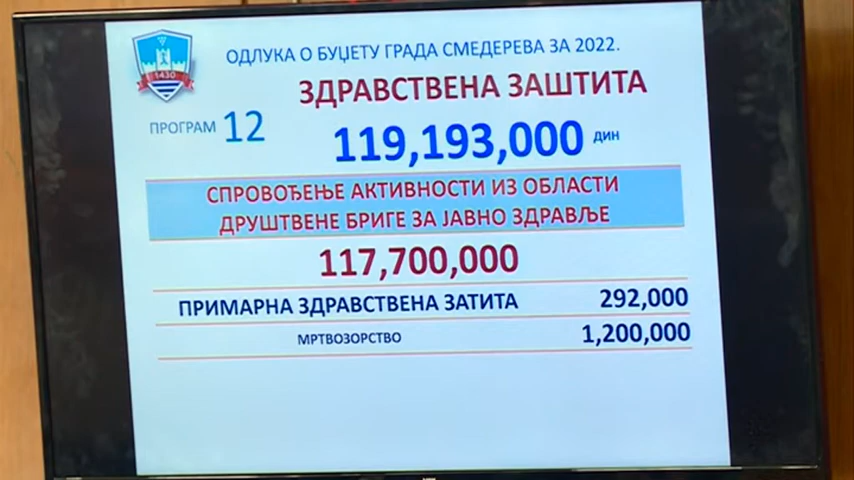 ОДЛУКА О БУЏЕТУ ГРАДА СМЕДЕРЕВА ЗА 2022.
1430
ЗДРАВСТВЕНА ЗАШТИТА
ПРОГРАМ 12
119,193,000 дин
СПРОВОЂЕЊЕ АКТИВНОСТИ ИЗ ОБЛАСТИ
ДРУШТВЕНЕ БРИГЕ ЗА ЈАВНО ЗДРАВЉЕ
117,700,000
ПРИМАРНА ЗДРАВСТВЕНА ЗАТИТА 292,000
МРТВОЗОРСТВО 1,200,000